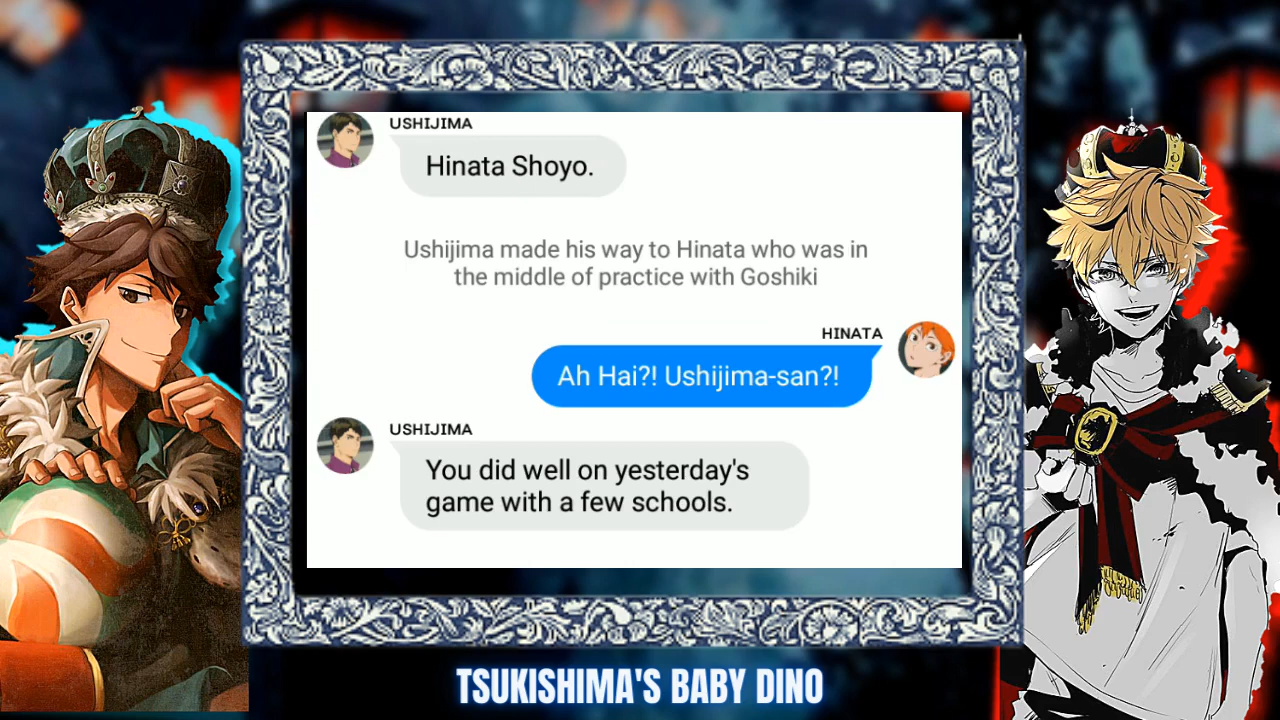 USHIJIMA
Hinata Shoyo.
Ushijima made his way to Hinata who was in
the middle of practice with Goshiki
HINATA
Ah Hai?! Ushijima-san?!
USHIJIMA
You did well on yesterday's
game with a few schools.
TSUKISHIMA'S BABY DINO